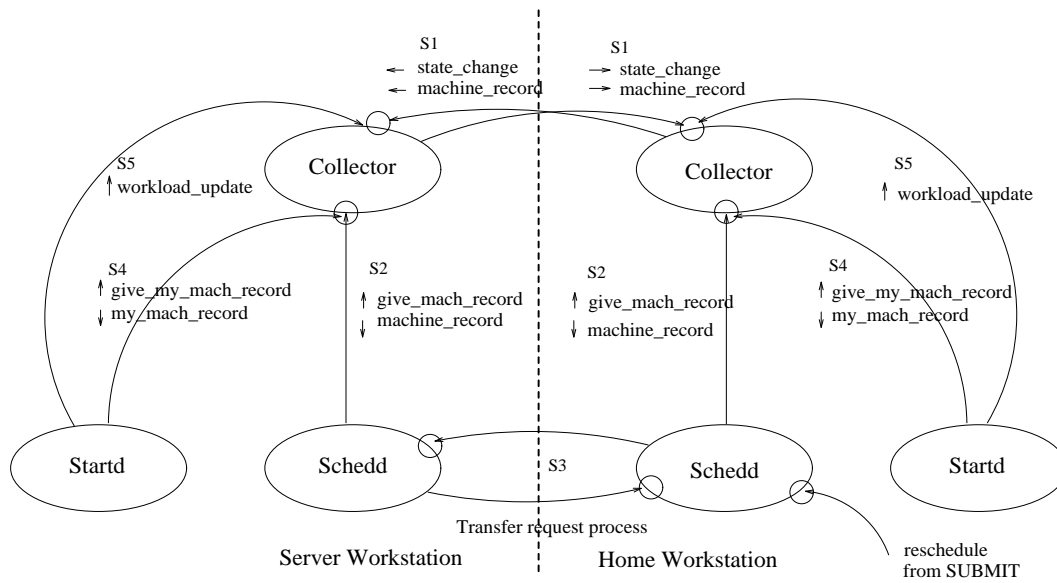 S1
state_change
machine_record
S1
state_change
machine_record
Collector
Collector
S5
workload_update
S5
workload_update
S4
give_my_mach_record
my_mach_record
S2
give_mach_record
machine_record
S2
give_mach_record
machine_record
S4
give_my_mach_record
my_mach_record
Startd
Schedd
S3
Schedd
Startd
Transfer request process
Server Workstation
Home Workstation
reschedule
from SUBMIT